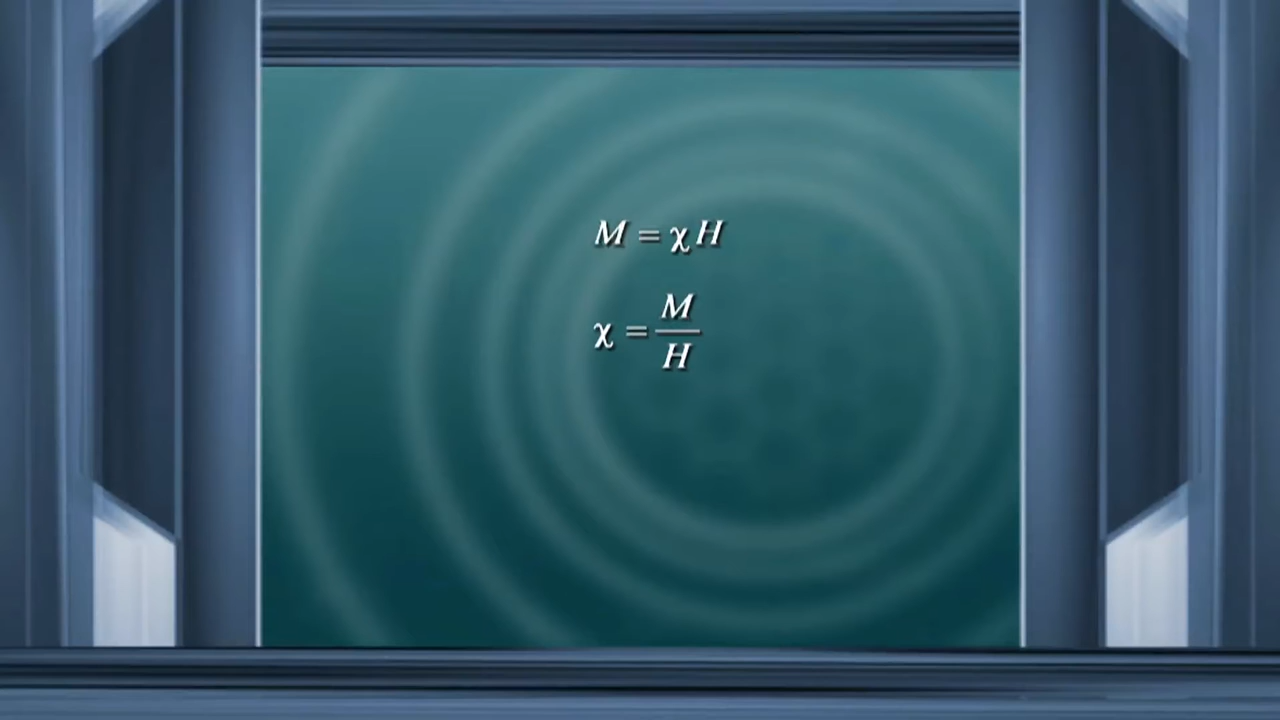 M = χH
χ = M/H